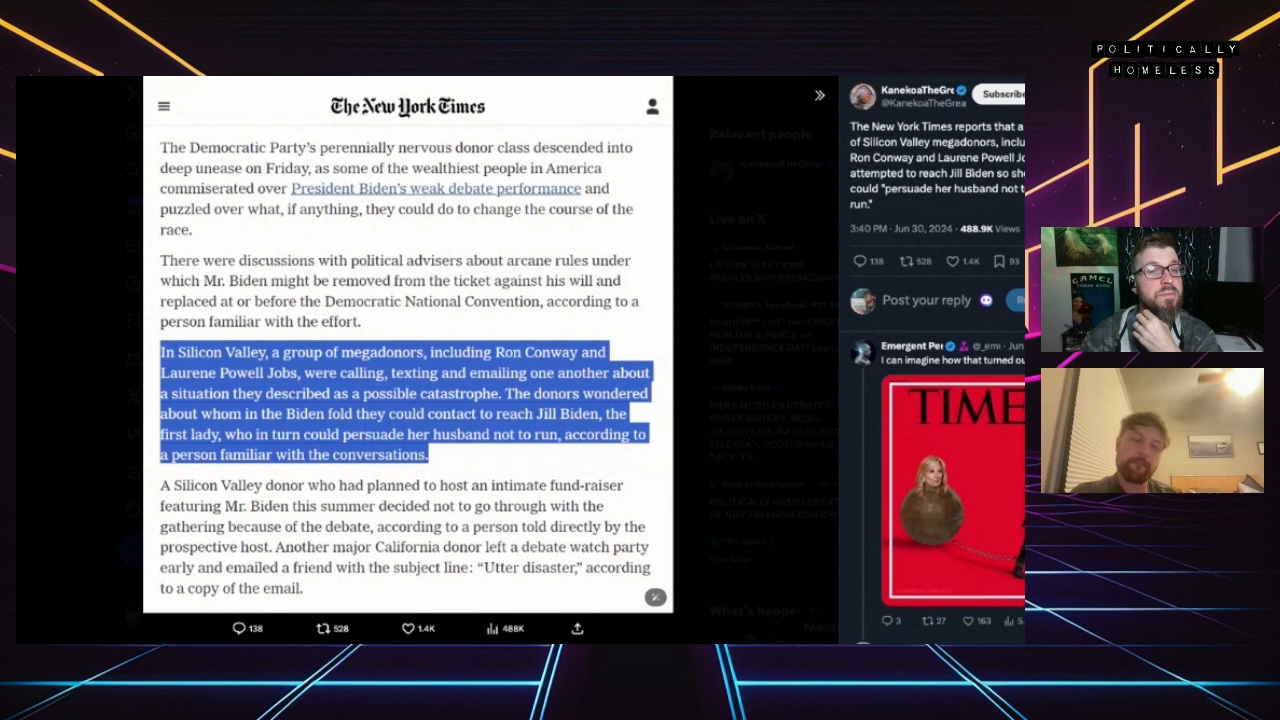 POLITICALLY
HOMELESS
The New York Times
The Democratic Party's perennially nervous donor class descended into
deep unease on Friday, as some of the wealthiest people in America
commiserated over President Biden's weak debate performance and
puzzled over what, if anything, they could do to change the course of the
race.
There were discussions with political advisers about arcane rules under
which Mr. Biden might be removed from the ticket against his will and
replaced at or before the Democratic National Convention, according to a
person familiar with the effort.
In Silicon Valley, a group of megadonors, including Ron Conway and
Laurene Powell Jobs, were calling, texting and emailing one another about
a situation they described as a possible catastrophe. The donors wondered
about whom in the Biden fold they could contact to reach Jill Biden, the
first lady, who in turn could persuade her husband not to run, according to
a person familiar with the conversations.
A Silicon Valley donor who had planned to host an intimate fund-raiser
featuring Mr. Biden this summer decided not to go through with the
gathering because of the debate, according to a person told directly by the
prospective host. Another major California donor left a debate watch party
early and emailed a friend with the subject line: “Utter disaster,” according
to a copy of the email.
138 528 1.4K 488K
Relevant people
Live on X
What's happe
KanekoaTheGre
@KanekoaTheGrea
Subscribe
The New York Times reports that a
of Silicon Valley megadonors, inclu
Ron Conway and Laurene Powell Jo
attempted to reach Jill Biden so she
could "persuade her husband not t
run."
3:40 PM · Jun 30, 2024 · 488.9K Views
138 528 1.4K 93
Post your reply
Emergent Per @_em Jun
I can imagine how that turned ou
TIME
3 27 163 5
CAMEL